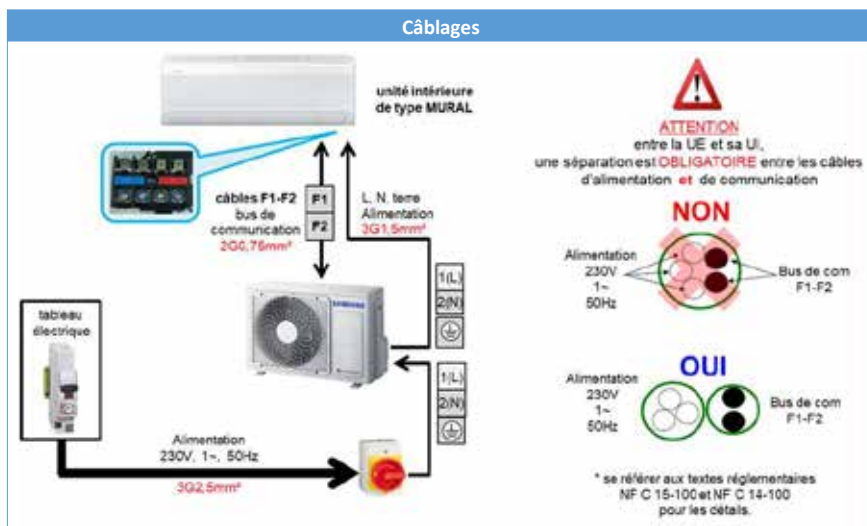 Câblages
unité intérieure
de type MURAL
câbles F1-F2
bus de
communication
2G0,75mm²
F1
F2
L. N. terre
Alimentation
3G1,5mm²
1(L)
2(N)
SAMSUNG
1(L)
2(N)
tableau
électrique
Alimentation
230V, 1~, 50Hz
3G2,5mm²
ATTENTION
entre la UE et sa UI,
une séparation est OBLIGATOIRE entre les câbles
d'alimentation et de communication
NON
Alimentation
230V
1~
50Hz
Bus de com
F1-F2
OUI
Alimentation
230V
1~
50Hz
Bus de com
F1-F2
* se référer aux textes réglementaires
NF C 15-100 et NF C 14-100
pour les détails.